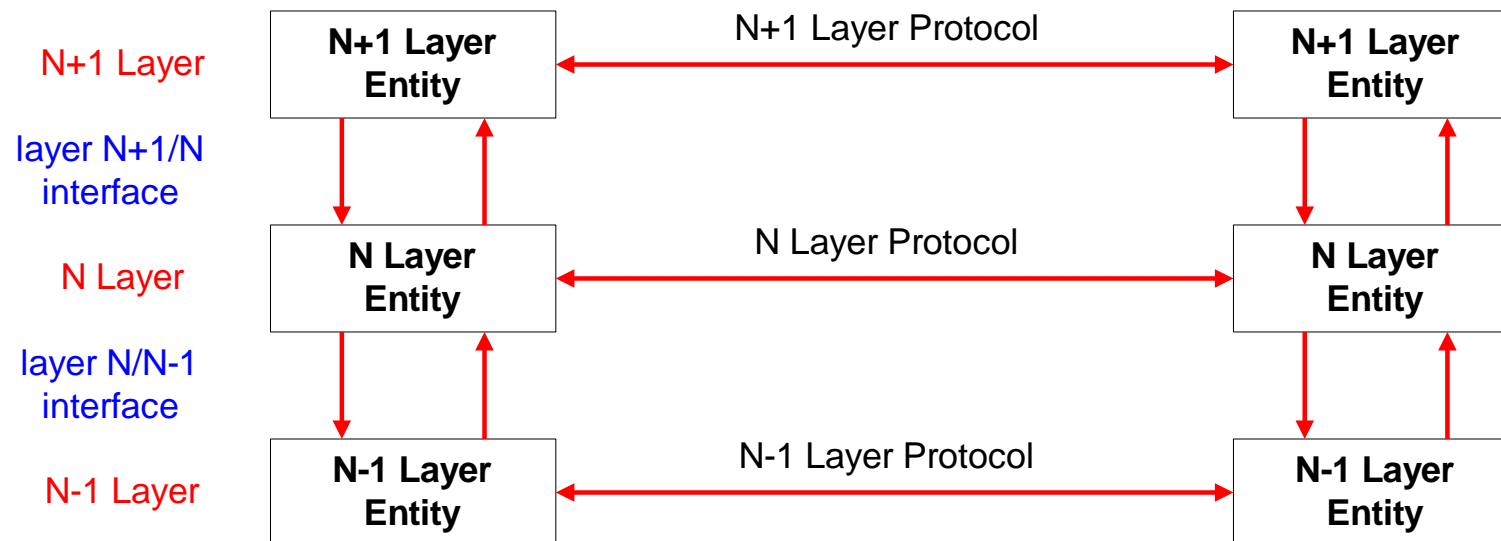 N+1 Layer
N+1 Layer
Entity
N+1 Layer Protocol
N+1 Layer
Entity
layer N+1/N
interface
N Layer
N Layer
Entity
N Layer Protocol
N Layer
Entity
layer N/N-1
interface
N-1 Layer
N-1 Layer
Entity
N-1 Layer Protocol
N-1 Layer
Entity